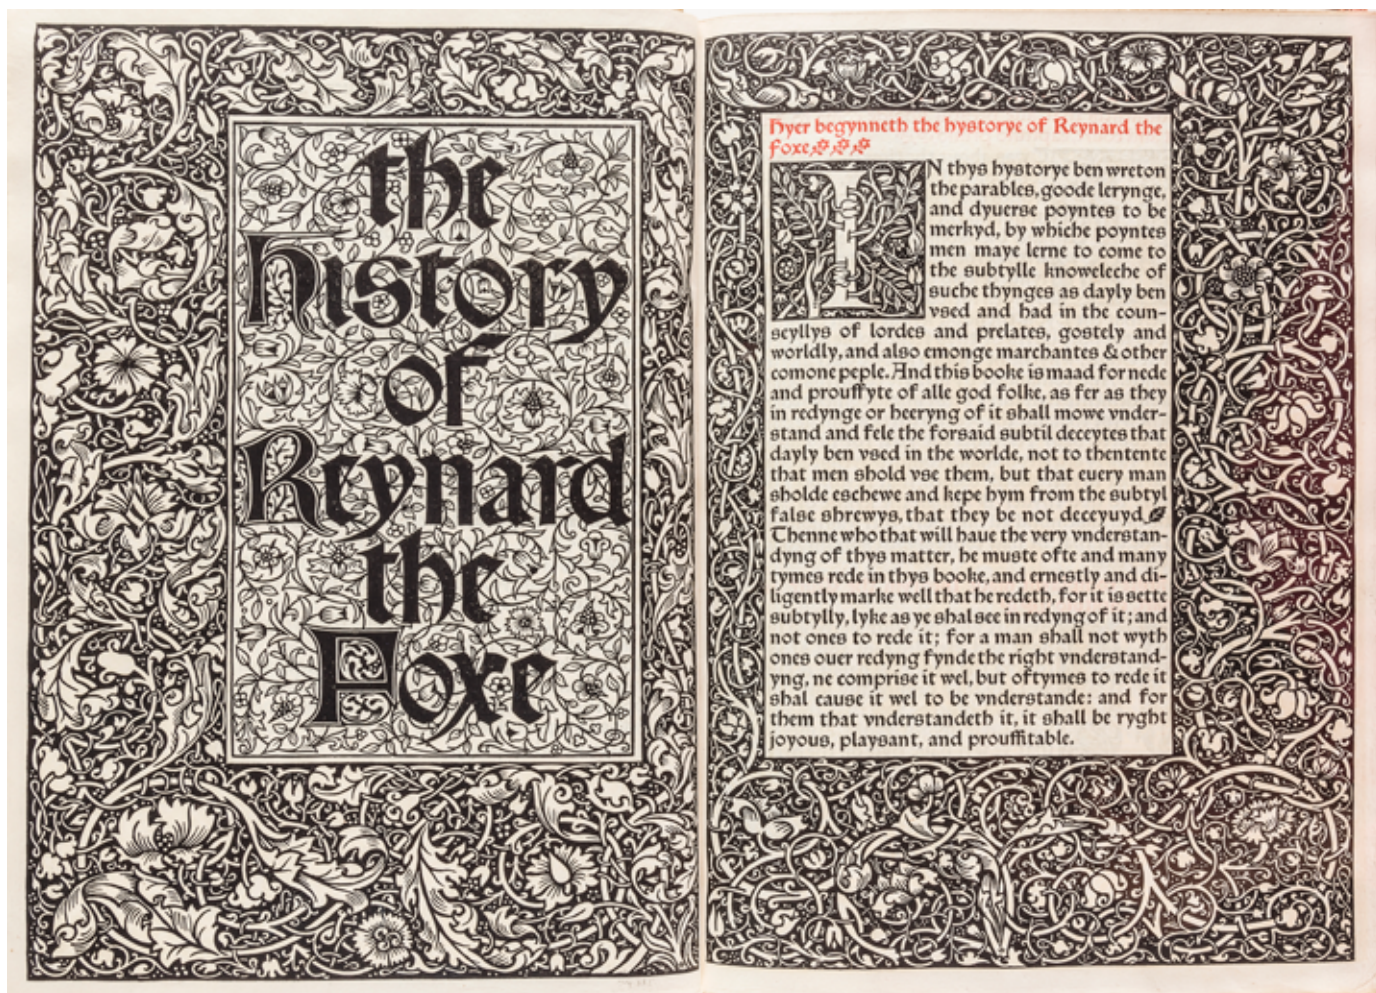 the
history
of
Reynard
the
Foxe
Hyer begynneth the hystorye of Reynard the
Foxe
IN thys hystorye ben wreton
the parables, goode lerynge,
and dyuerse poyntes to be
merkyd, by whiche poyntes
men maye lerne to come to
the subtylle knoweleche of
suche thynges as dayly ben
vsed and had in the coun-
seyllys of lordes and prelates, gostely and
worldly, and also emonge marchantes & other
comone peple. And this booke is maad for nede
and prouffyte of alle god folke, as fer as they
in redynge or heeryng of it shall mowe vnder-
stand and fele the forsaid subtil deceytes that
dayly ben vsed in the worlde, not to thentente
that men shold vse them, but that euery man
sholde eschewe and kepe hym from the subtyl
false shrewys, that they be not deceyuyd.
Thenne who that will haue the very vnderstan-
dyng of thys matter, he muste ofte and many
tymes rede in thys booke, and ernestly and di-
ligently marke well that he redeth, for it is sette
subtylly, lyke as ye shal see in redyng of it; and
not ones to rede it; for a man shall not wyth
ones ouer redyng fynde the right vnderstand-
yng, ne comprise it wel, but oftymes to rede it
shal cause it wel to be vnderstande: and for
them that vnderstandeth it, it shall be ryght
joyous, playsant, and prouffitable.